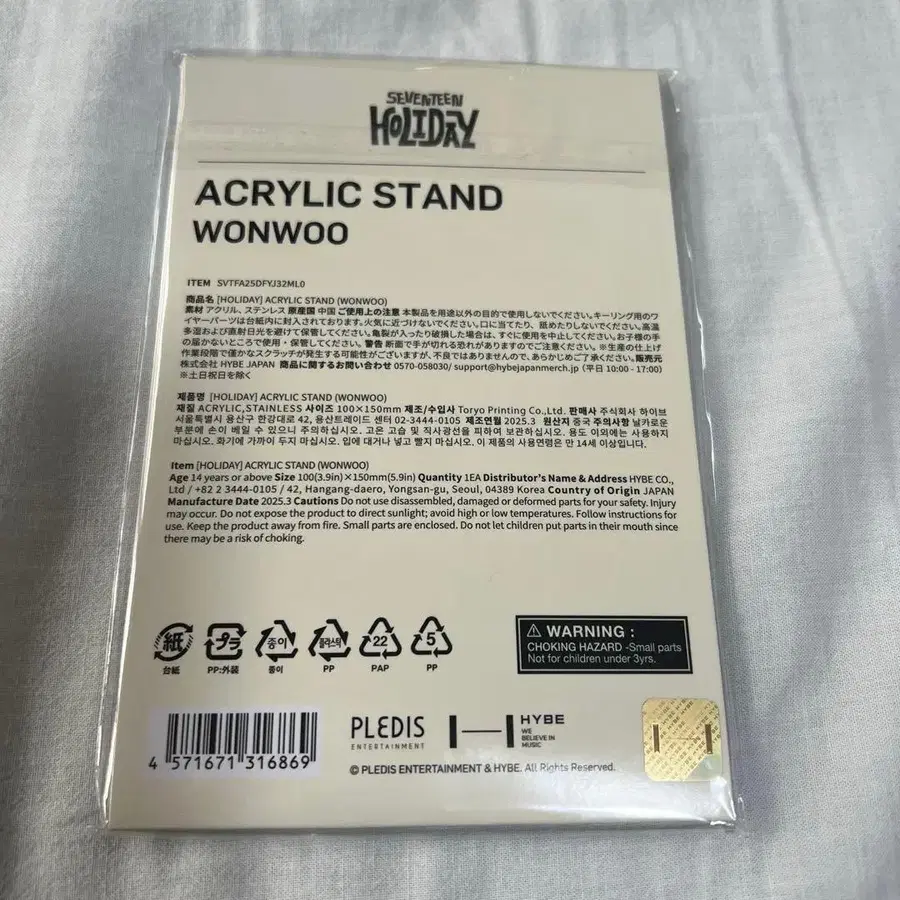 SEVENTEEN
HOLIDAY
ACRYLIC STAND
WONWOO
ITEM SVTFA25DFYJ32ML0
商品名 [HOLIDAY] ACRYLIC STAND (WONWOO)
素材 アクリル、ステンレス 原産国 中国 ご使用上の注意 本製品を用途以外の目的で使用しないでください。キーリング用のワ
イヤーパーツは台紙内に封入されております。火気に近づけないでください。口に当てたり、舐めたりしないでください。高温
多湿および直射日光を避けて保管してください。亀裂が入ったり破損した場合は、すぐに使用を中止してください。お子様の手
の届かないところで使用・保管してください。警告 断面で手が切れる恐れがありますのでご注意ください。※生産の仕上げ
作業段階で僅かなスクラッチが発生する可能性がございますが、不良ではありませんので、あらかじめご了承ください。販売元
株式会社 HYBE JAPAN 商品に関するお問い合わせ 0570-058030/ support@hybejapanmerch.jp (平日 10:00 - 17:00)
※土日祝日を除く
제품명 [HOLIDAY] ACRYLIC STAND (WONWOO)
재질 ACRYLIC,STAINLESS 사이즈 100×150mm 제조/수입사 Toryo Printing Co.,Ltd. 판매사 주식회사 하이브
서울특별시 용산구 한강대로 42, 용산트레이드 센터 02-3444-0105 제조연월 2025.3 원산지 중국 주의사항 날카로운
부분에 손이 베일 수 있으니 주의하십시오. 고온 고습 및 직사광선을 피하여 보관하십시오. 용도 이외에는 사용하지
마십시오. 화기에 가까이 두지 마십시오. 입에 대거나 넣고 빨지 마십시오. 이 제품의 사용연령은 만 14세 이상입니다.
Item [HOLIDAY] ACRYLIC STAND (WONWOO)
Age 14 years or above Size 100(3.9in)×150mm(5.9in) Quantity 1EA Distributor's Name & Address HYBE CO.,
Ltd / +82 2 3444-0105 / 42, Hangang-daero, Yongsan-gu, Seoul, 04389 Korea Country of Origin JAPAN
Manufacture Date 2025.3 Cautions Do not use disassembled, damaged or deformed parts for your safety. Injury
may occur. Do not expose the product to direct sunlight; avoid high or low temperatures. Follow instructions for
use. Keep the product away from fire. Small parts are enclosed. Do not let children put parts in their mouth since
there may be a risk of choking.
紙 プラ 종이 플라스틱 22 5
台紙 PP:外装 종이 PP PAP PP
⚠ WARNING :
CHOKING HAZARD -Small parts
Not for children under 3yrs.
4 571671 316869
PLEDIS
ENTERTAINMENT
HYBE
WE
BELIEVE IN
MUSIC
© PLEDIS ENTERTAINMENT & HYBE. All Rights Reserved.